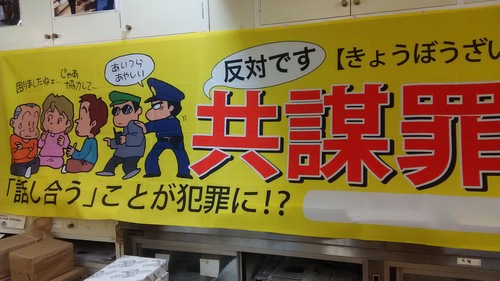 困りましたねェ…
じゃあ
協力して…
あいつら
あやしい
反対です
【きょうぼうざい
共謀罪
「話し合う」ことが犯罪に!?